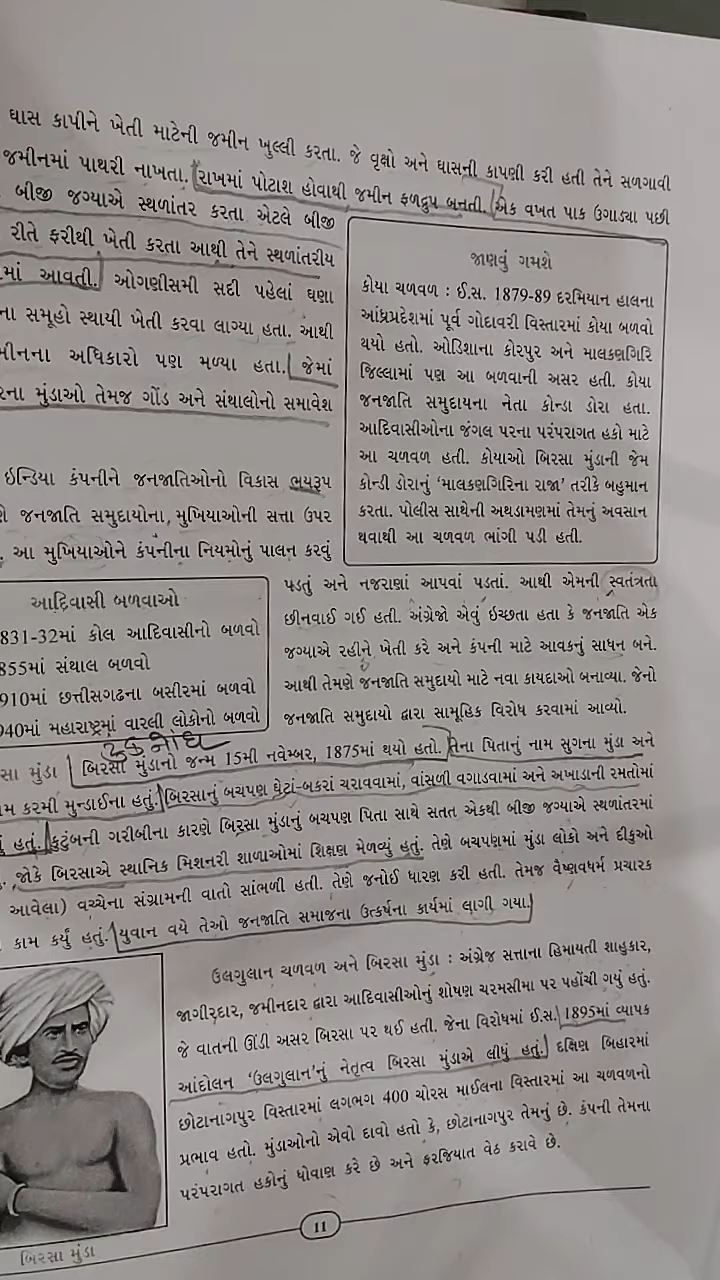 ઘાસ કાપીને ખેતી માટેની જમીન ખુલ્લી કરતા. જે વૃક્ષો અને ઘાસની કાપણી કરી હતી તેને સળગાવી
જમીનમાં પાથરી નાખતા. રાખમાં પોટાશ હોવાથી જમીન ફળદ્રુપ બનતી. એક વખત પાક ઉગાડ્યા પછી
બીજી જગ્યાએ સ્થળાંતર કરતા એટલે બીજી
રીતે ફરીથી ખેતી કરતા આથી તેને સ્થળાંતરીય
માં આવતી. ઓગણીસમી સદી પહેલાં ઘણા
ના સમૂહો સ્થાયી ખેતી કરવા લાગ્યા હતા. આથી
મીનના અધિકારો પણ મળ્યા હતા. જેમાં
રના મુંડાઓ તેમજ ગોંડ અને સંથાલોનો સમાવેશ
જાણવું ગમશે
કોયા ચળવળ : ઈ.સ. 1879-89 દરમિયાન હાલના
આંધ્રપ્રદેશમાં પૂર્વ ગોદાવરી વિસ્તારમાં કોયા બળવો
થયો હતો. ઓડિશાના કોરપુર અને માલકણગિરિ
જિલ્લામાં પણ આ બળવાની અસર હતી. કોયા
જનજાતિ સમુદાયના નેતા કોન્ડા ડોરા હતા.
આદિવાસીઓના જંગલ પરના પરંપરાગત હકો માટે
આ ચળવળ હતી. કોયાઓ બિરસા મુંડાની જેમ
કોન્ડી ડોરાનું ‘માલકણગિરિના રાજા’ તરીકે બહુમાન
કરતા. પોલીસ સાથેની અથડામણમાં તેમનું અવસાન
થવાથી આ ચળવળ ભાંગી પડી હતી.
ઇન્ડિયા કંપનીને જનજાતિઓનો વિકાસ ભયરૂપ
જનજાતિ સમુદાયોના, મુખિયાઓની સત્તા ઉપર
. આ મુખિયાઓને કંપનીના નિયમોનું પાલન કરવું
પડતું અને નજરાણાં આપવાં પડતાં. આથી એમની સ્વતંત્રતા
છીનવાઈ ગઈ હતી. અંગ્રેજો એવું ઇચ્છતા હતા કે જનજાતિ એક
જગ્યાએ રહીને ખેતી કરે અને કંપની માટે આવકનું સાધન બને.
આથી તેમણે જનજાતિ સમુદાયો માટે નવા કાયદાઓ બનાવ્યા. જેનો
જનજાતિ સમુદાયો દ્વારા સામૂહિક વિરોધ કરવામાં આવ્યો.
આદિવાસી બળવાઓ
831-32માં કોલ આદિવાસીનો બળવો
855માં સંથાલ બળવો
910માં છત્તીસગઢના બસીરમાં બળવો
940માં મહારાષ્ટ્રમાં વારલી લોકોનો બળવો
ટુંકનોંધ
સા મુંડા બિરસા મુંડાનો જન્મ 15મી નવેમ્બર, 1875માં થયો હતો. તેના પિતાનું નામ સુગના મુંડા અને
મ કરમી મુન્ડાઈના હતું. બિરસાનું બચપણ ઘેટાં-બકરાં ચરાવવામાં, વાંસળી વગાડવામાં અને અખાડાની રમતોમાં
હતું. કુટુંબની ગરીબીના કારણે બિરસા મુંડાનું બચપણ પિતા સાથે સતત એકથી બીજી જગ્યાએ સ્થળાંતરમાં
. જોકે બિરસાએ સ્થાનિક મિશનરી શાળાઓમાં શિક્ષણ મેળવ્યું હતું. તેણે બચપણમાં મુંડા લોકો અને દીકુઓ
આવેલા) વચ્ચેના સંગ્રામની વાતો સાંભળી હતી. તેણે જનોઈ ધારણ કરી હતી. તેમજ વૈષ્ણવધર્મ પ્રચારક
કામ કર્યું હતું. યુવાન વયે તેઓ જનજાતિ સમાજના ઉત્કર્ષના કાર્યમાં લાગી ગયા.
ઉલગુલાન ચળવળ અને બિરસા મુંડા : અંગ્રેજ સત્તાના હિમાયતી શાહુકાર,
જાગીરદાર, જમીનદાર દ્વારા આદિવાસીઓનું શોષણ ચરમસીમા પર પહોંચી ગયું હતું.
જે વાતની ઊંડી અસર બિરસા પર થઈ હતી. જેના વિરોધમાં ઈ.સ. 1895માં વ્યાપક
આંદોલન ‘ઉલગુલાન’નું નેતૃત્વ બિરસા મુંડાએ લીધું હતું. દક્ષિણ બિહારમાં
છોટાનાગપુર વિસ્તારમાં લગભગ 400 ચોરસ માઈલના વિસ્તારમાં આ ચળવળનો
પ્રભાવ હતો. મુંડાઓનો એવો દાવો હતો કે, છોટાનાગપુર તેમનું છે. કંપની તેમના
પરંપરાગત હકોનું ધોવાણ કરે છે અને ફરજિયાત વેઠ કરાવે છે.
બિરસા મુંડા
11